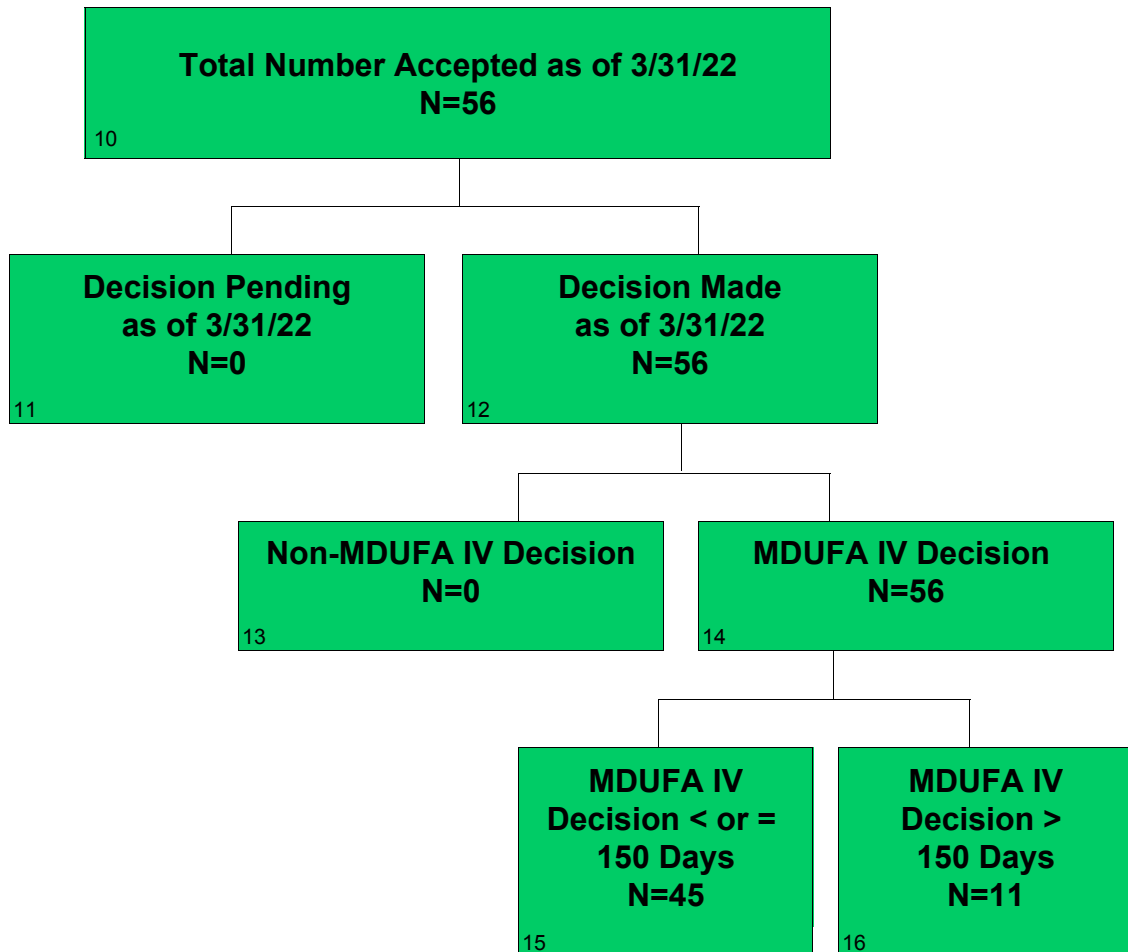 Total Number Accepted as of 3/31/22
N=56
10
Decision Pending
as of 3/31/22
N=0
11
Decision Made
as of 3/31/22
N=56
12
Non-MDUFA IV Decision
N=0
13
MDUFA IV Decision
N=56
14
MDUFA IV
Decision < or =
150 Days
N=45
15
MDUFA IV
Decision >
150 Days
N=11
16